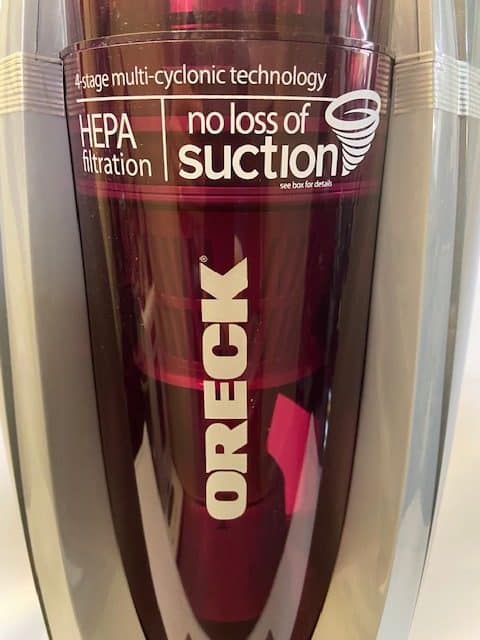 4-stage multi-cyclonic technology
HEPA
filtration
no loss of
suction
see box for details
ORECK®